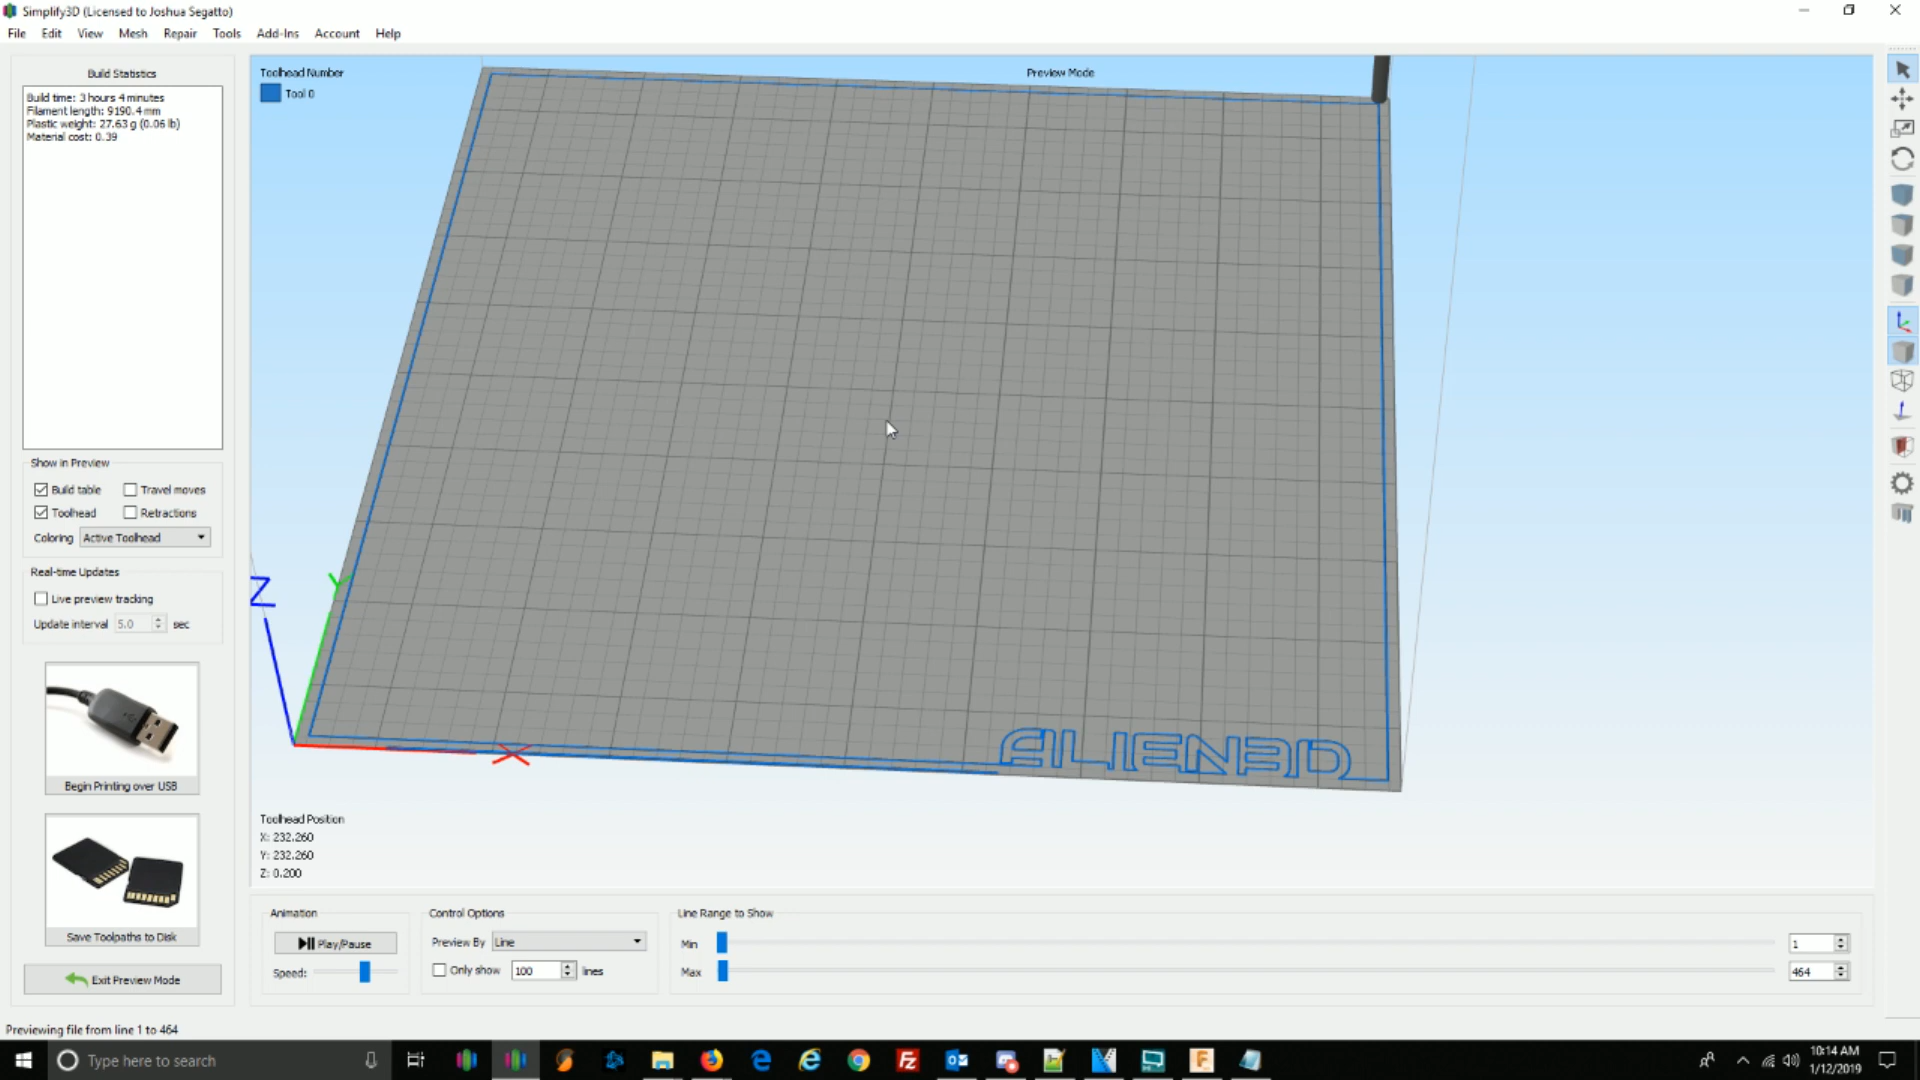 Simplify3D (Licensed to Joshua Segatto)
File Edit View Mesh Repair Tools Add-Ins Account Help
Build Statistics
Build time: 3 hours 4 minutes
Filament length: 9190.4 mm
Plastic weight: 27.63 g (0.06 lb)
Material cost: 0.39
Toolhead Number
Tool 0
Preview Mode
Show in Preview
Build table Travel moves
Toolhead Retractions
Coloring Active Toolhead
Real-time Updates
Live preview tracking
Update interval 5.0 sec
Begin Printing over USB
Save Toolpaths to Disk
Exit Preview Mode
Z
Y
X
ALIEN3D
Toolhead Position
X: 232.260
Y: 232.260
Z: 0.200
Animation
Play/Pause
Speed:
Control Options
Preview By Line
Only show 100 lines
Line Range to Show
Min 1
Max 464
Previewing file from line 1 to 464
Type here to search
10:14 AM
1/12/2019